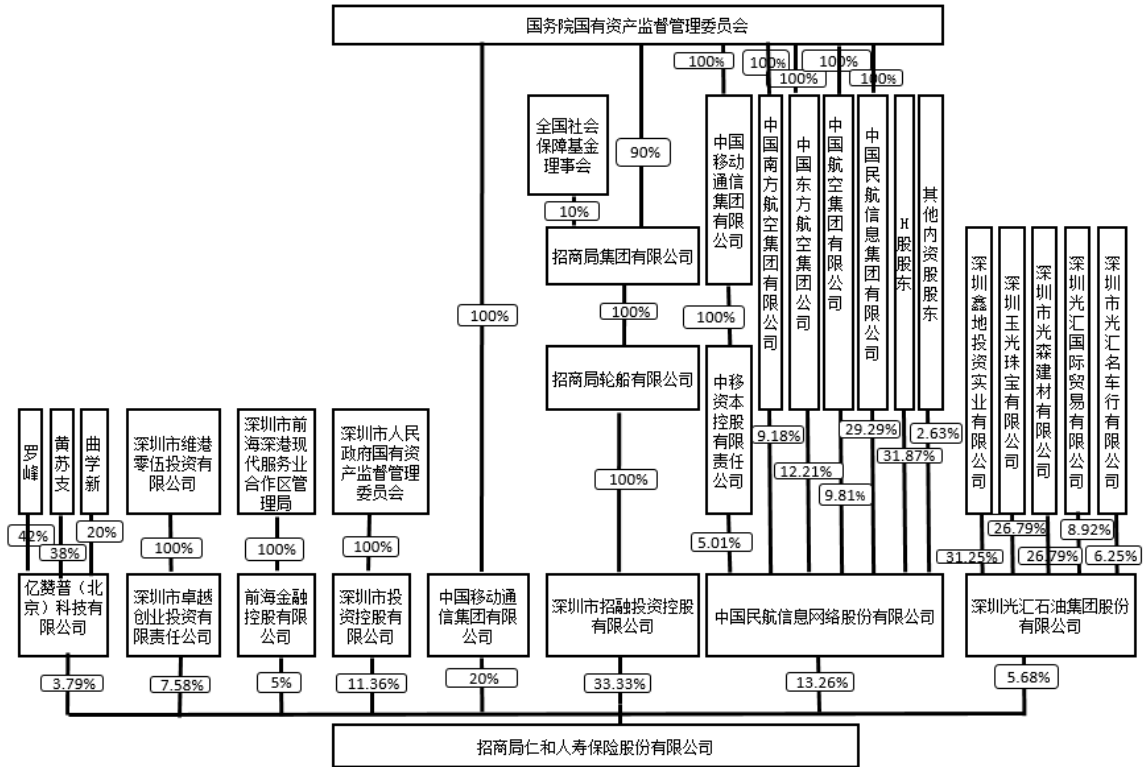 国务院国有资产监督管理委员会
100%
100%
100%
100%
100%
全国社会
保障基金
理事会
90%
10%
中国
移动
通信
集团
有限
公司
中国南方航空集团有限公司
中国东方航空集团公司
中国航空集团有限公司
中国民航信息集团有限公司
H股股东
其他内资股股东
招商局集团有限公司
100%
100%
100%
招商局轮船有限公司
中移
资本
控股
有限
责任
公司
深圳鑫地投资实业有限公司
深圳玉光珠宝有限公司
深圳市光森建材有限公司
深圳光汇国际贸易有限公司
深圳市光汇名车行有限公司
罗峰
黄苏支
曲学新
深圳市维港
零伍投资有
限公司
深圳市前
海深港现
代服务业
合作区管
理局
深圳市人民
政府国有资
产监督管理
委员会
9.18%
12.21%
9.81%
29.29%
31.87%
2.63%
100%
42%
38%
20%
100%
100%
100%
5.01%
31.25%
26.79%
26.79%
8.92%
6.25%
亿赞普（北
京）科技有
限公司
深圳市卓越
创业投资有
限责任公司
前海金融
控股有限
公司
深圳市投
资控股有
限公司
中国移动通
信集团有限
公司
深圳市招融投资控股
有限公司
中国民航信息网络股份有限公司
深圳光汇石油集团股份
有限公司
3.79%
7.58%
5%
11.36%
20%
33.33%
13.26%
5.68%
招商局仁和人寿保险股份有限公司